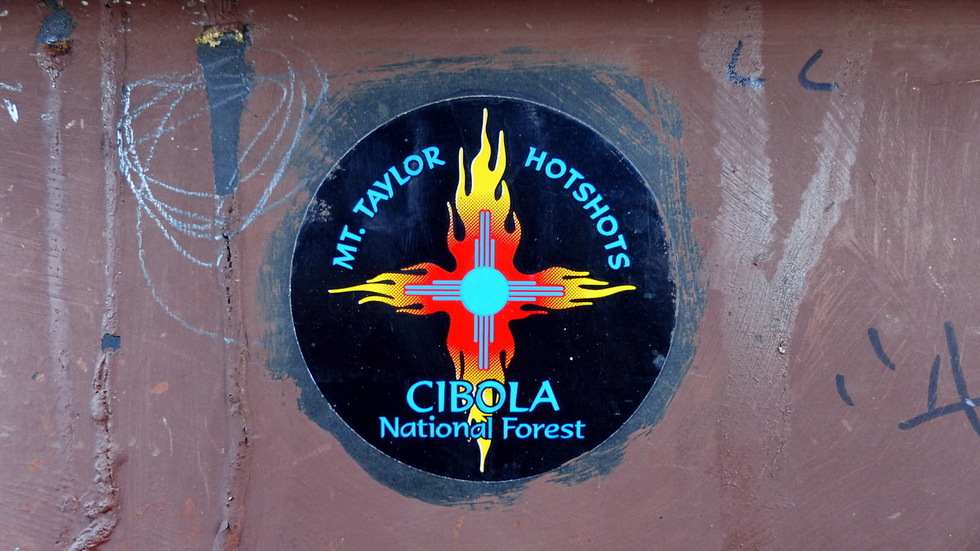 MT. TAYLOR HOTSHOTS
CIBOLA
National Forest